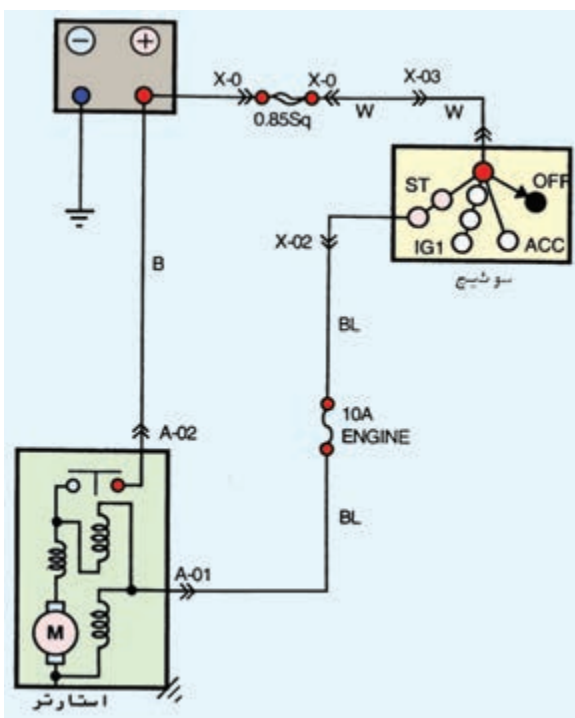 − +
X-0 X-0 X-03
0.85Sq W W
ST OFF
IG1 ACC
X-02
سوئیچ
B
BL
10A
ENGINE
A-02
BL
A-01
M
استارتر